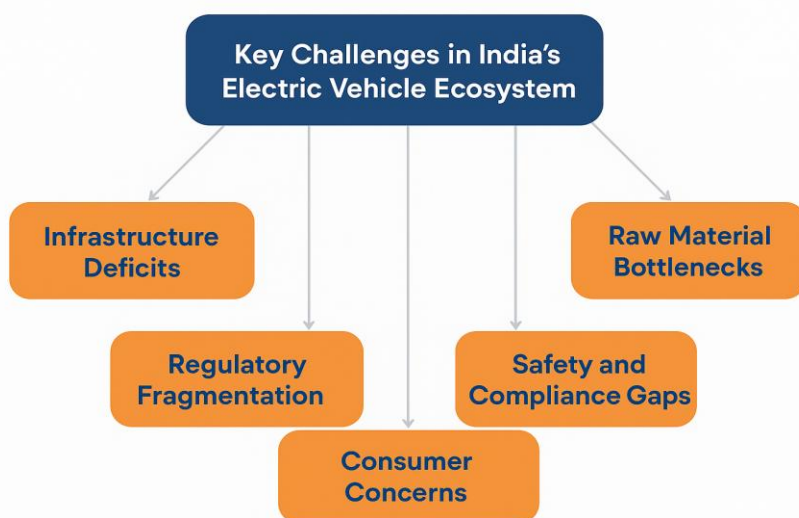 Key Challenges in India's
Electric Vehicle Ecosystem
Infrastructure
Deficits
Raw Material
Bottlenecks
Regulatory
Fragmentation
Safety and
Compliance Gaps
Consumer
Concerns